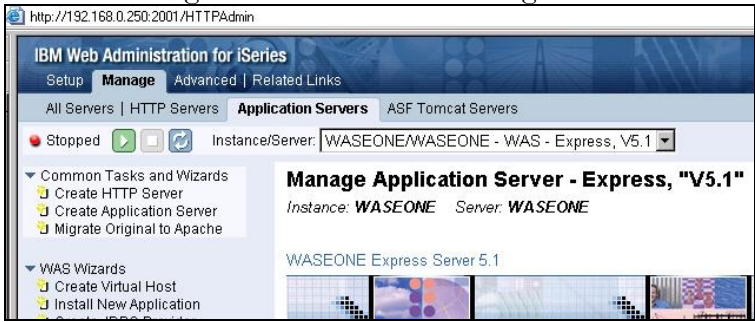 http://192.168.0.250:2001/HTTPAdmin
IBM Web Administration for iSeries
Setup Manage Advanced | Related Links
All Servers | HTTP Servers Application Servers ASF Tomcat Servers
Stopped Instance/Server: WASEONE/WASEONE - WAS - Express, V5.1
Common Tasks and Wizards
Create HTTP Server
Create Application Server
Migrate Original to Apache
WAS Wizards
Create Virtual Host
Install New Application
Manage Application Server - Express, "V5.1"
Instance: WASEONE Server: WASEONE
WASEONE Express Server 5.1